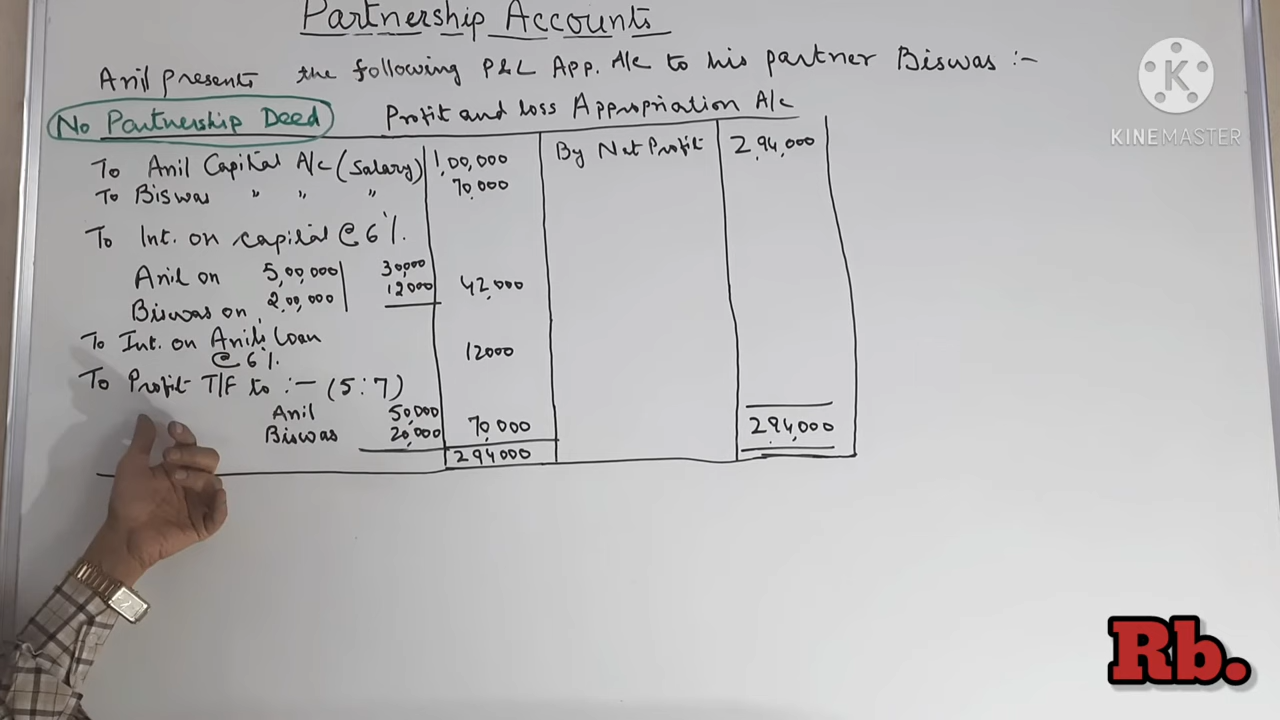 Partnership Accounts
Anil presents the following P&L App. A/c to his partner Biswas :-
No Partnership Deed
Profit and loss Appropriation A/c
To Anil Capital A/c (Salary) 1,00,000 By Net Profit 2,94,000
To Biswas " " " 70,000
To Int. on capital @ 6%.
Anil on 5,00,000 30,000
Biswas on 2,00,000 12000 42,000
To Int. on Anil's Loan
@ 6%. 12000
To Profit T/F to :- (5:7)
Anil 50,000
Biswas 20,000 70,000 294,000
294000
K
KINEMASTER
Rb.